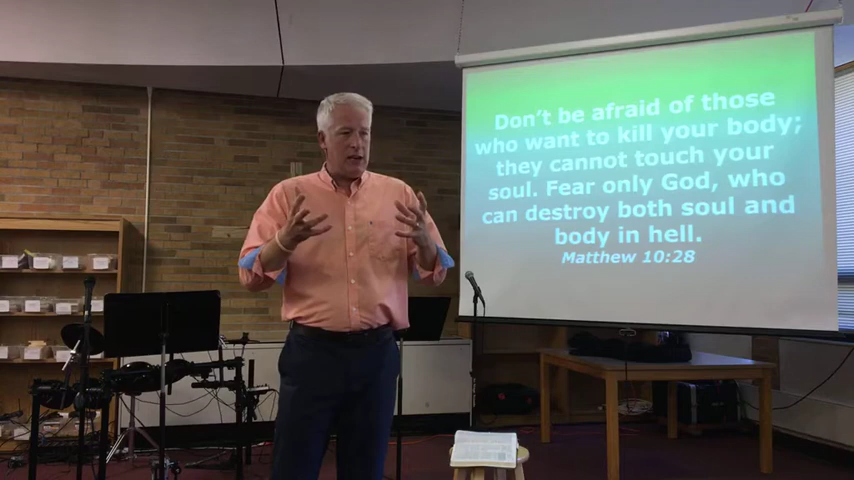 Don't be afraid of those
who want to kill your body;
they cannot touch your
soul. Fear only God, who
can destroy both soul and
body in hell.
Matthew 10:28